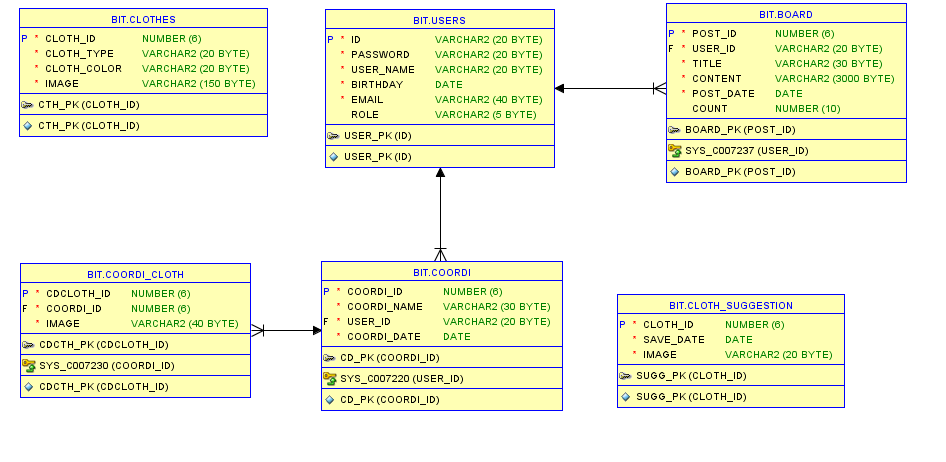 BIT.CLOTHES
P * CLOTH_ID NUMBER (6)
* CLOTH_TYPE VARCHAR2 (20 BYTE)
* CLOTH_COLOR VARCHAR2 (20 BYTE)
* IMAGE VARCHAR2 (150 BYTE)
CTH_PK (CLOTH_ID)
CTH_PK (CLOTH_ID)
BIT.USERS
P * ID VARCHAR2 (20 BYTE)
* PASSWORD VARCHAR2 (20 BYTE)
* USER_NAME VARCHAR2 (20 BYTE)
* BIRTHDAY DATE
* EMAIL VARCHAR2 (40 BYTE)
ROLE VARCHAR2 (5 BYTE)
USER_PK (ID)
USER_PK (ID)
BIT.BOARD
P * POST_ID NUMBER (6)
F * USER_ID VARCHAR2 (20 BYTE)
* TITLE VARCHAR2 (30 BYTE)
* CONTENT VARCHAR2 (3000 BYTE)
* POST_DATE DATE
COUNT NUMBER (10)
BOARD_PK (POST_ID)
SYS_C007237 (USER_ID)
BOARD_PK (POST_ID)
BIT.COORDI_CLOTH
P * CDCLOTH_ID NUMBER (6)
F * COORDI_ID NUMBER (6)
* IMAGE VARCHAR2 (40 BYTE)
CDCTH_PK (CDCLOTH_ID)
SYS_C007230 (COORDI_ID)
CDCTH_PK (CDCLOTH_ID)
BIT.COORDI
P * COORDI_ID NUMBER (6)
* COORDI_NAME VARCHAR2 (30 BYTE)
F * USER_ID VARCHAR2 (20 BYTE)
* COORDI_DATE DATE
CD_PK (COORDI_ID)
SYS_C007220 (USER_ID)
CD_PK (COORDI_ID)
BIT.CLOTH_SUGGESTION
P * CLOTH_ID NUMBER (6)
* SAVE_DATE DATE
* IMAGE VARCHAR2 (20 BYTE)
SUGG_PK (CLOTH_ID)
SUGG_PK (CLOTH_ID)